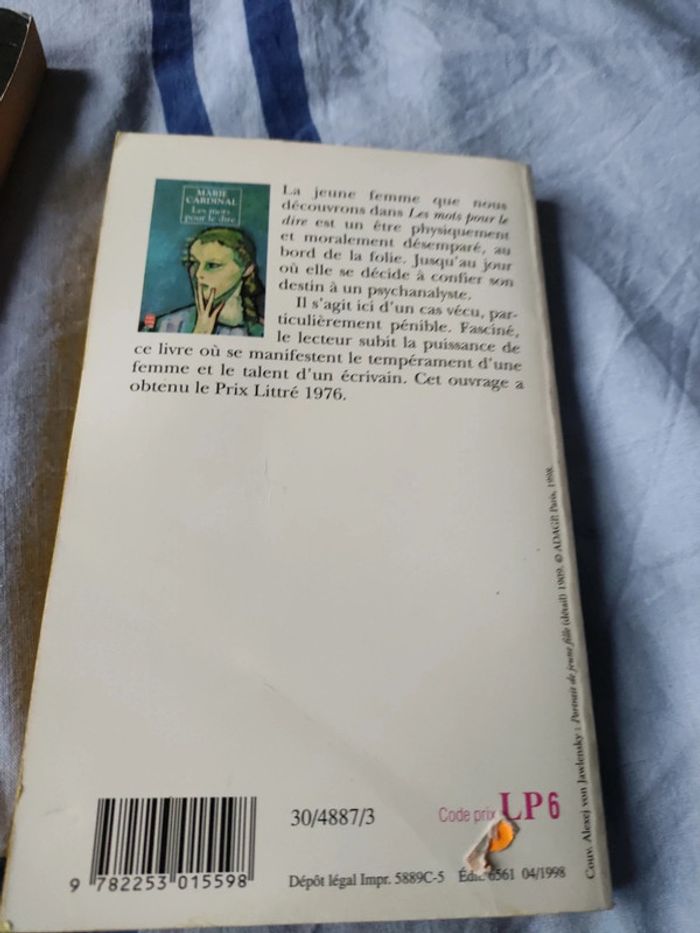 MARIE
CARDINAL
Les mots
pour le dire
La jeune femme que nous
découvrons dans Les mots pour le
dire est un être physiquement
et moralement désemparé, au
bord de la folie. Jusqu'au jour
où elle se décide à confier son
destin à un psychanalyste.
Il s'agit ici d'un cas vécu, par-
ticulièrement pénible. Fasciné,
le lecteur subit la puissance de
ce livre où se manifestent le tempérament d'une
femme et le talent d'un écrivain. Cet ouvrage a
obtenu le Prix Littré 1976.
Couv. Alexej von Jawlensky : Portrait de jeune fille (détail) 1909. © ADAGP, Paris, 1998.
30/4887/3
Code prix LP 6
9 782253 015598
Dépôt légal Impr. 5889C-5 Édit. 6561 04/1998